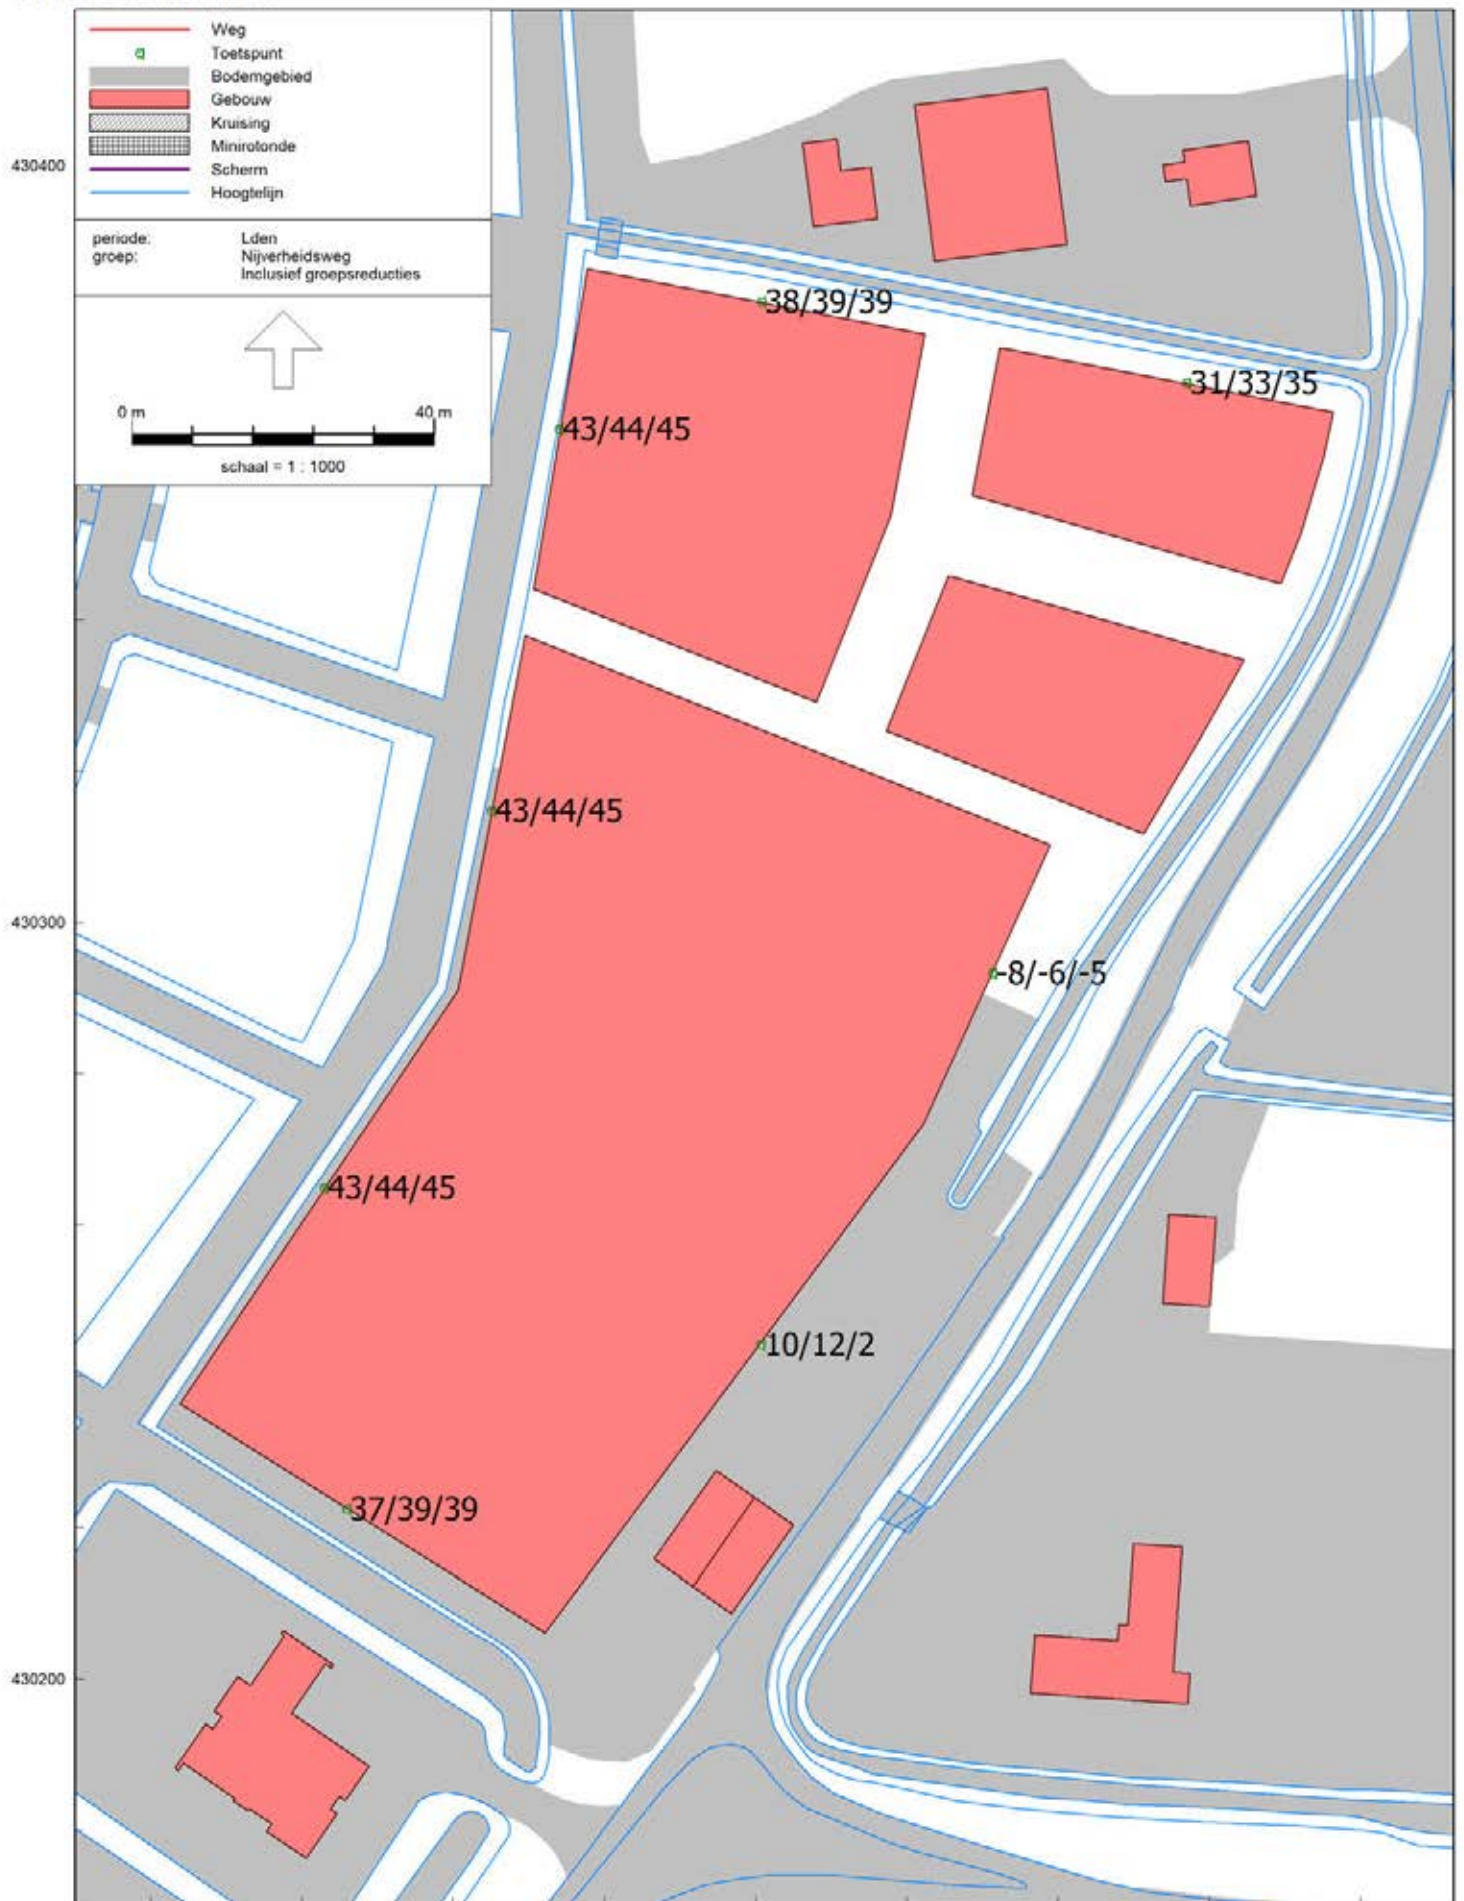 Weg
Toetspunt
Bodemgebied
Gebouw
Kruising
Minirotonde
Scherm
Hoogtelijn
periode: Lden
groep: Nijverheidsweg
Inclusief groepsreducties
0 m 40 m
schaal = 1 : 1000
430400
38/39/39
31/33/35
43/44/45
43/44/45
430300
-8/-6/-5
43/44/45
10/12/2
37/39/39
430200